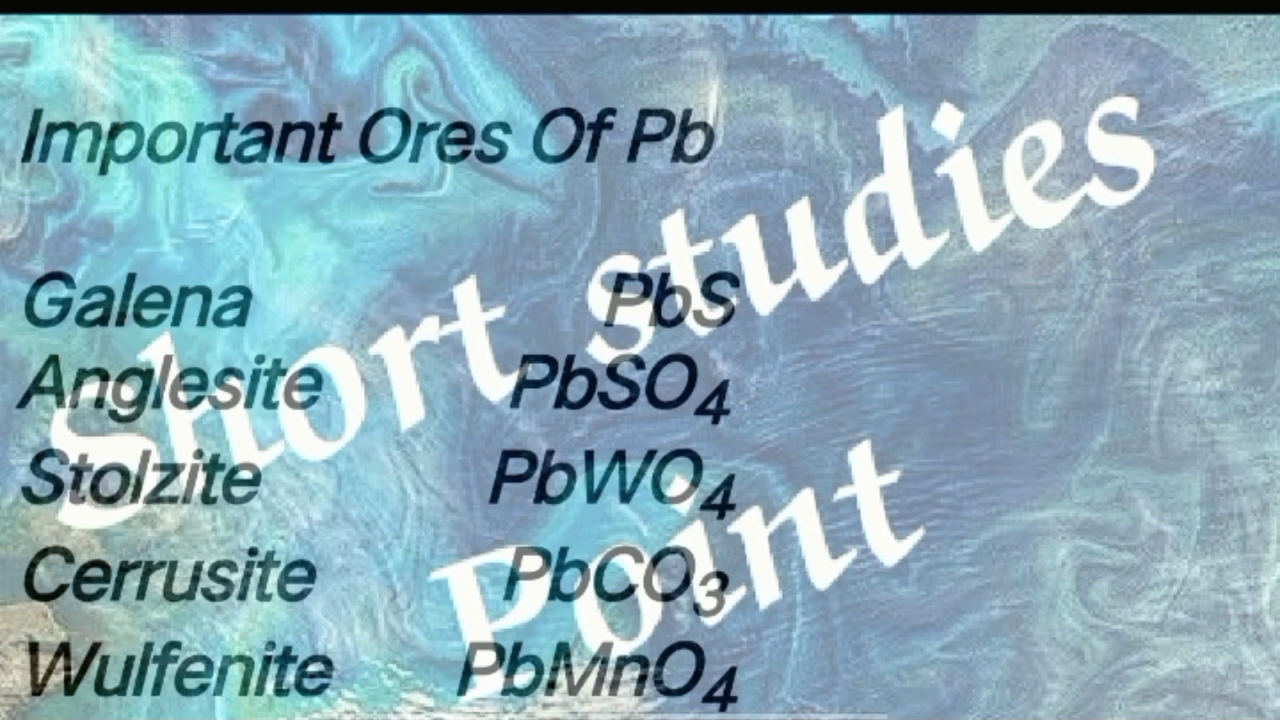 Important Ores Of Pb
Short studies
Point
Galena PbS
Anglesite PbSO₄
Stolzite PbWO₄
Cerrusite PbCO₃
Wulfenite PbMnO₄